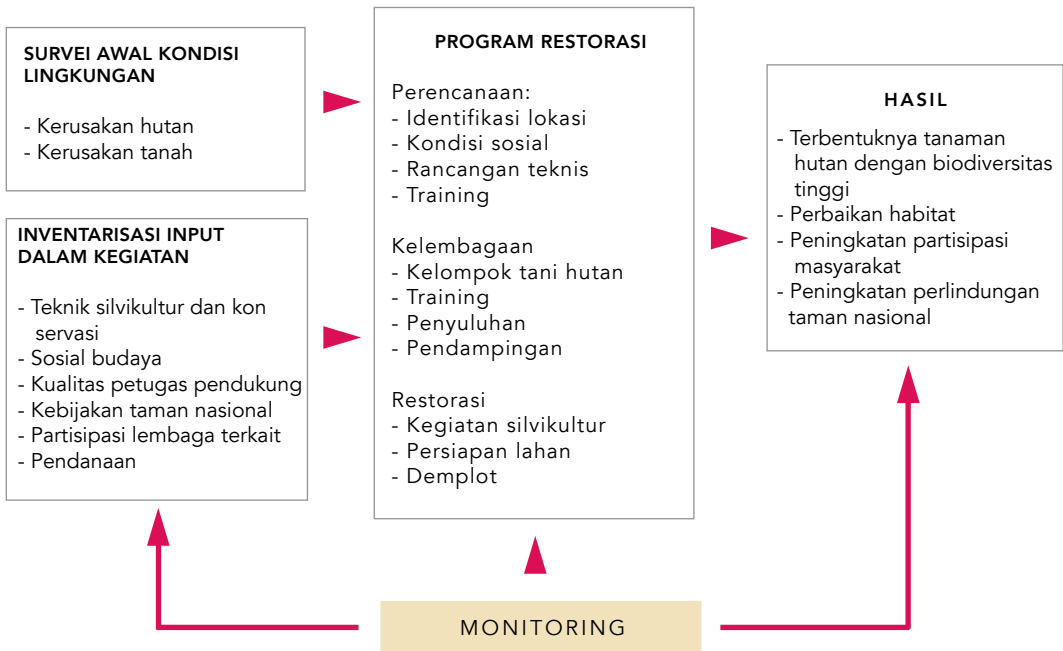 SURVEI AWAL KONDISI
LINGKUNGAN
- Kerusakan hutan
- Kerusakan tanah
INVENTARISASI INPUT
DALAM KEGIATAN
- Teknik silvikultur dan kon
servasi
- Sosial budaya
- Kualitas petugas pendukung
- Kebijakan taman nasional
- Partisipasi lembaga terkait
- Pendanaan
PROGRAM RESTORASI
Perencanaan:
- Identifikasi lokasi
- Kondisi sosial
- Rancangan teknis
- Training
Kelembagaan
- Kelompok tani hutan
- Training
- Penyuluhan
- Pendampingan
Restorasi
- Kegiatan silvikultur
- Persiapan lahan
- Demplot
HASIL
- Terbentuknya tanaman
hutan dengan biodiversitas
tinggi
- Perbaikan habitat
- Peningkatan partisipasi
masyarakat
- Peningkatan perlindungan
taman nasional
MONITORING